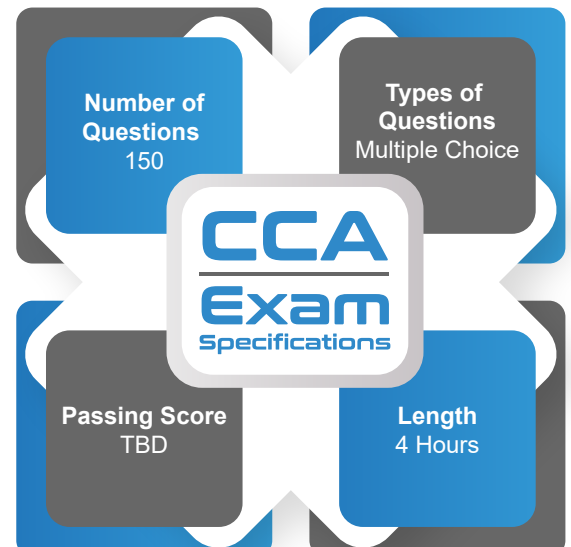 Number of
Questions
150
Types of
Questions
Multiple Choice
CCA
Exam
Specifications
Passing Score
TBD
Length
4 Hours